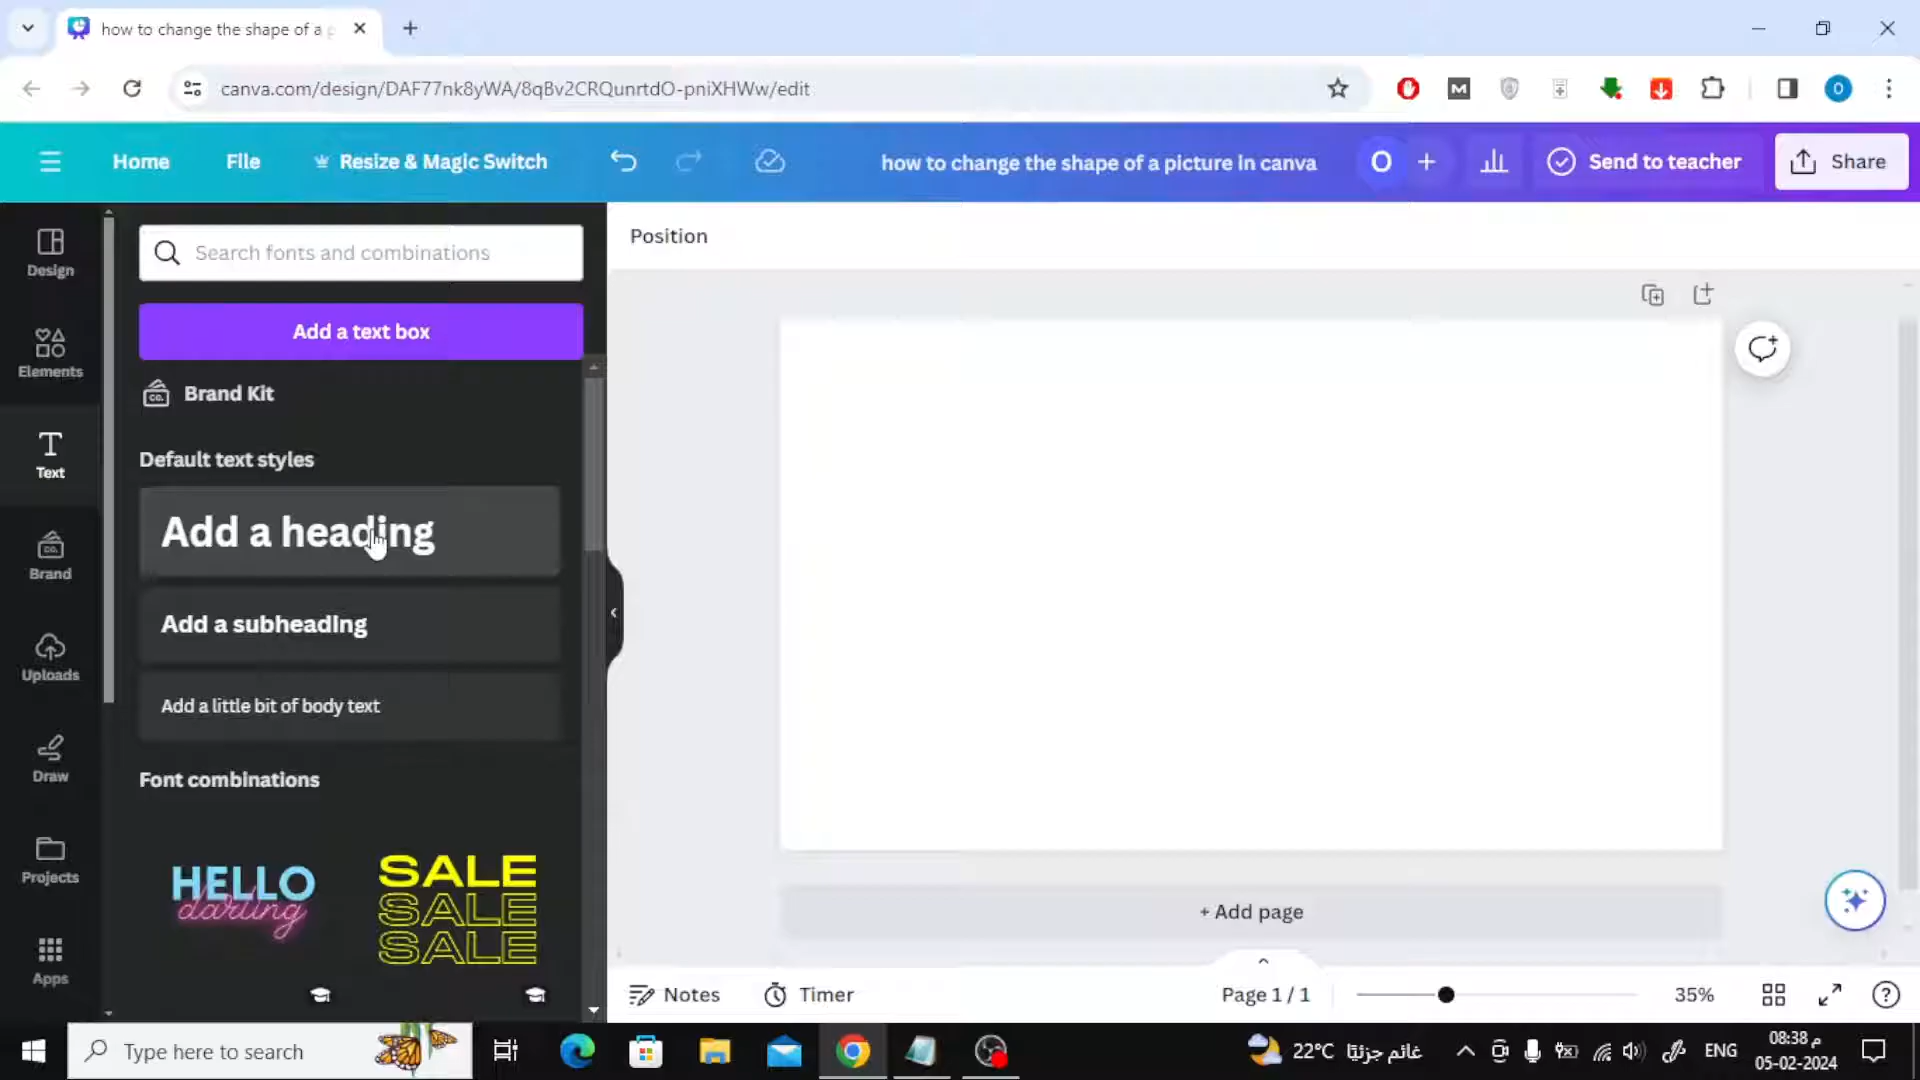 how to change the shape of a p
canva.com/design/DAF77nk8yWA/8qBv2CRQunrtdO-pniXHWw/edit
Home
File
Resize & Magic Switch
how to change the shape of a picture in canva
O
Send to teacher
Share
Design
Elements
Text
Brand
Uploads
Draw
Projects
Apps
Search fonts and combinations
Add a text box
CO.
Brand Kit
Default text styles
Add a heading
Add a subheading
Add a little bit of body text
Font combinations
HELLO
darling
SALE
SALE
SALE
Position
+ Add page
Notes
Timer
Page 1 / 1
35%
Type here to search
22°C
غائم جزئيًا
ENG
08:38 م
05-02-2024